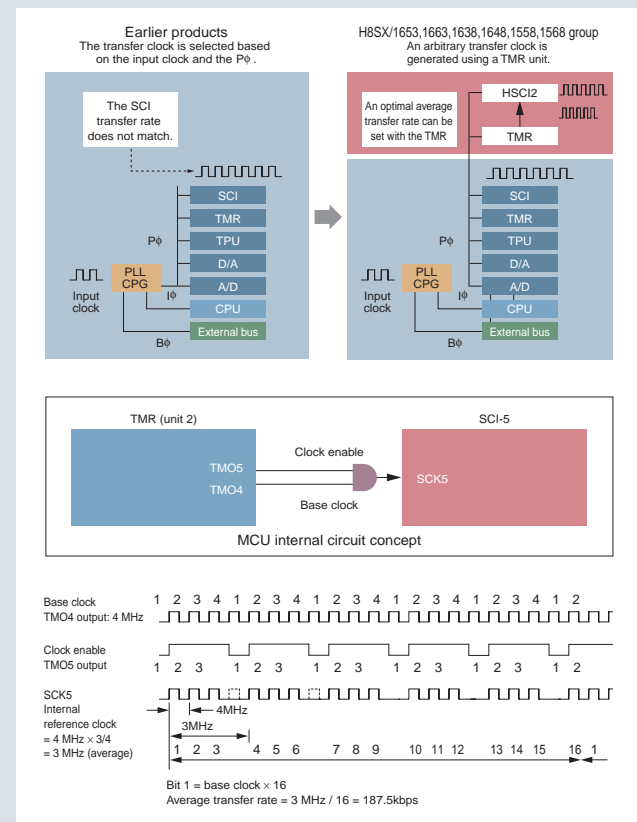 Earlier products
The transfer clock is selected based
on the input clock and the Pϕ .
The SCI
transfer rate
does not match.
SCI
TMR
TPU
D/A
A/D
CPU
External bus
Pϕ
PLL
CPG
Iϕ
Input
clock
Bϕ
H8SX/1653,1663,1638,1648,1558,1568 group
An arbitrary transfer clock is
generated using a TMR unit.
An optimal average
transfer rate can be
set with the TMR
HSCI2
TMR
SCI
TMR
TPU
D/A
A/D
CPU
External bus
Pϕ
PLL
CPG
Iϕ
Input
clock
Bϕ
TMR (unit 2)
SCI-5
Clock enable
TMO5
TMO4
SCK5
Base clock
MCU internal circuit concept
Base clock
TMO4 output: 4 MHz
1 2 3 4 1 2 3 4 1 2 3 4 1 2 3 4 1 2 3 4 1 2
Clock enable
TMO5 output
1 2 3 1 2 3 1 2 3 1 2 3 1 2 3 1 2
SCK5
Internal
reference clock
= 4 MHz × 3/4
= 3 MHz (average)
4MHz
3MHz
1 2 3 4 5 6 7 8 9 10 11 12 13 14 15 16 1
Bit 1 = base clock × 16
Average transfer rate = 3 MHz / 16 = 187.5kbps